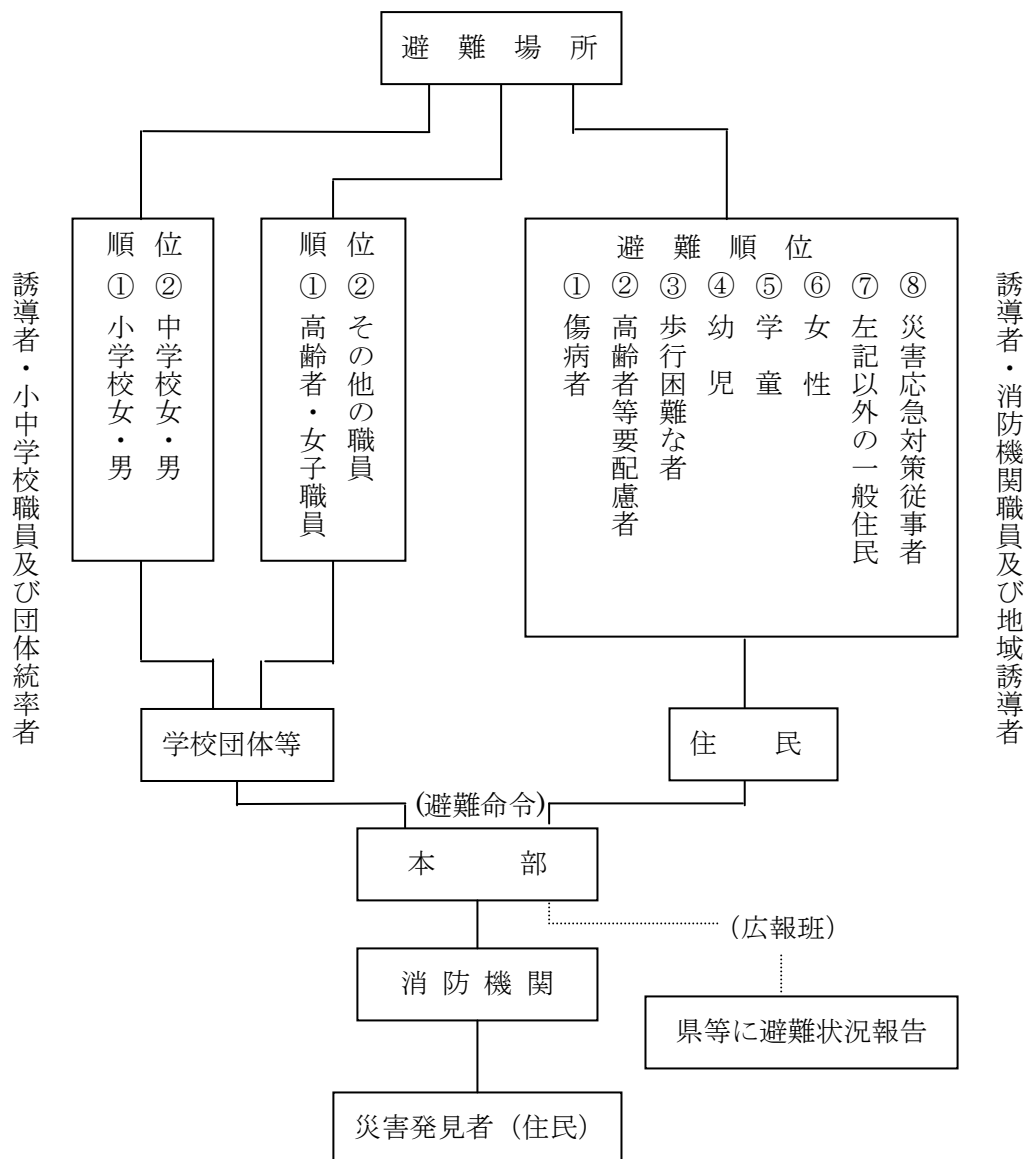 避難場所
誘導者・小中学校職員及び団体統率者
順位
①小学校女・男
②中学校女・男
順位
①高齢者・女子職員
②その他の職員
避難順位
①傷病者
②高齢者等要配慮者
③歩行困難な者
④幼児
⑤学童
⑥女性
⑦左記以外の一般住民
⑧災害応急対策従事者
誘導者・消防機関職員及び地域誘導者
学校団体等
住民
(避難命令)
本部
(広報班)
消防機関
県等に避難状況報告
災害発見者（住民）